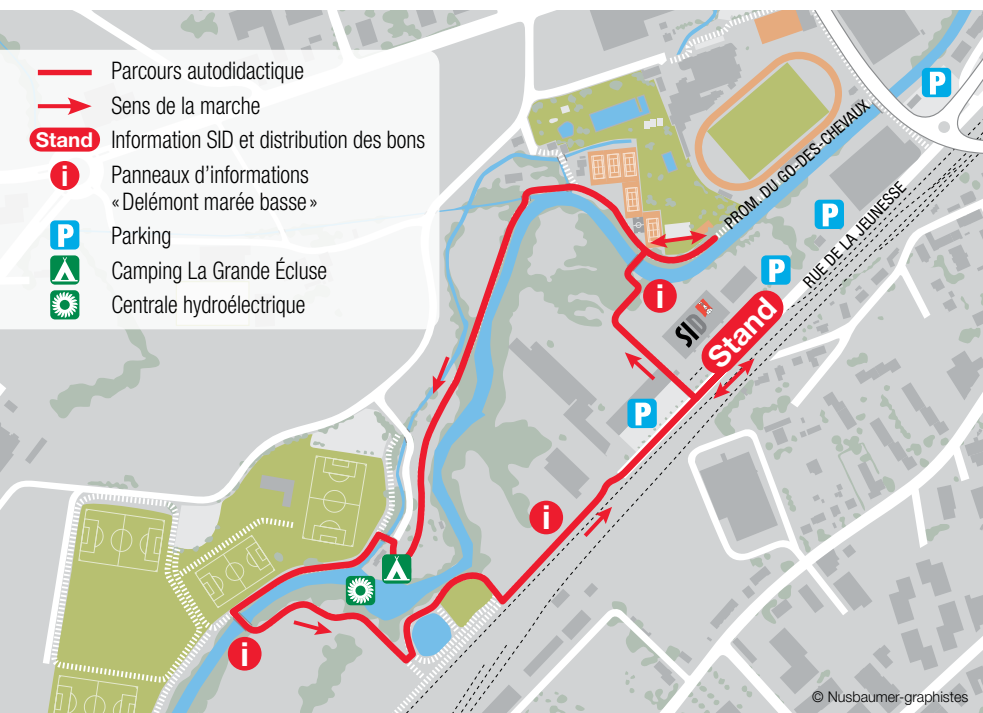 Parcours autodidactique
Sens de la marche
Stand Information SID et distribution des bons
i Panneaux d’informations
«Delémont marée basse»
P Parking
Camping La Grande Écluse
Centrale hydroélectrique
P
PROM. DU GO-DES-CHEVAUX
P
RUE DE LA JEUNESSE
P
i
SID
Stand
P
i
i
© Nusbaumer-graphistes